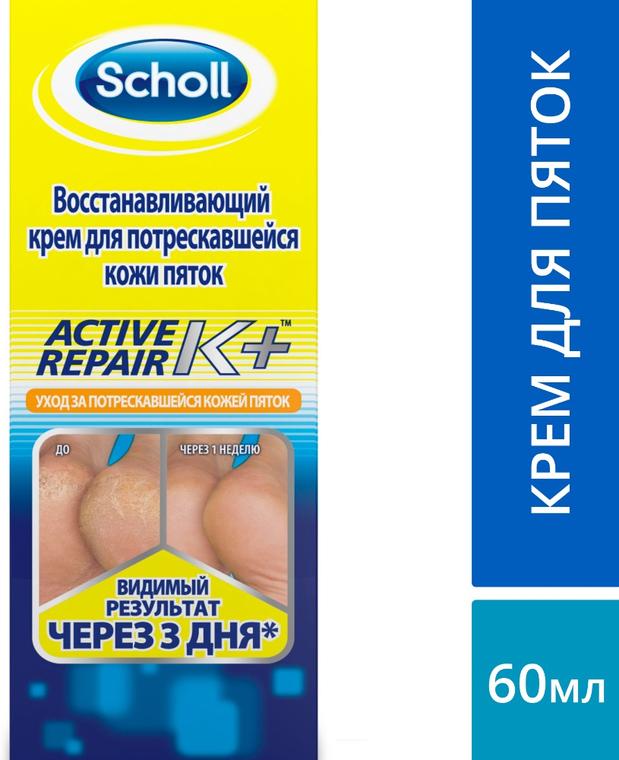 Scholl
Восстанавливающий
крем для потрескавшейся
кожи пяток
ACTIVE
REPAIR K+™
УХОД ЗА ПОТРЕСКАВШЕЙСЯ КОЖЕЙ ПЯТОК
ДО
ЧЕРЕЗ 1 НЕДЕЛЮ
ВИДИМЫЙ
РЕЗУЛЬТАТ
ЧЕРЕЗ 3 ДНЯ*
КРЕМ ДЛЯ ПЯТОК
60мл